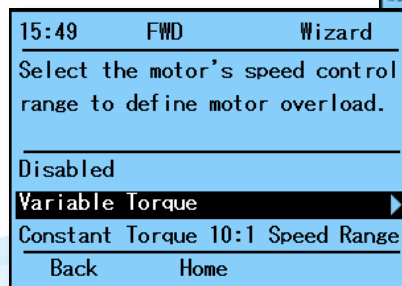 15:49 FWD Wizard
Select the motor's speed control
range to define motor overload.
Disabled
Variable Torque
Constant Torque 10:1 Speed Range
Back Home